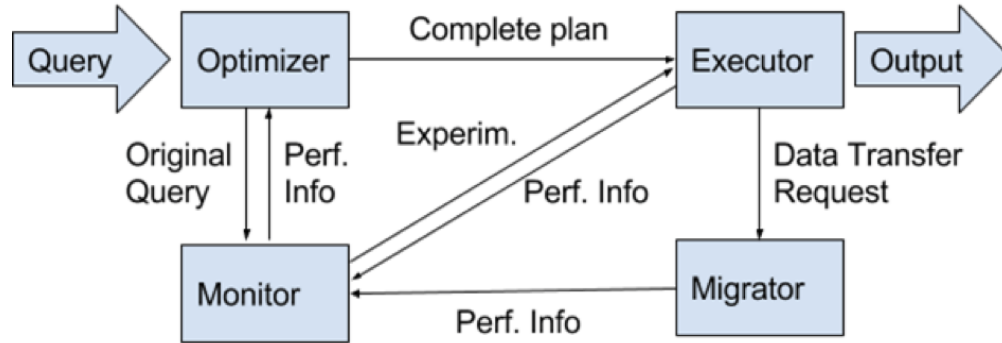 Complete plan
Query
Optimizer
Executor
Output
Experim.
Original
Query
Perf.
Info
Data Transfer
Request
Perf. Info
Monitor
Migrator
Perf. Info